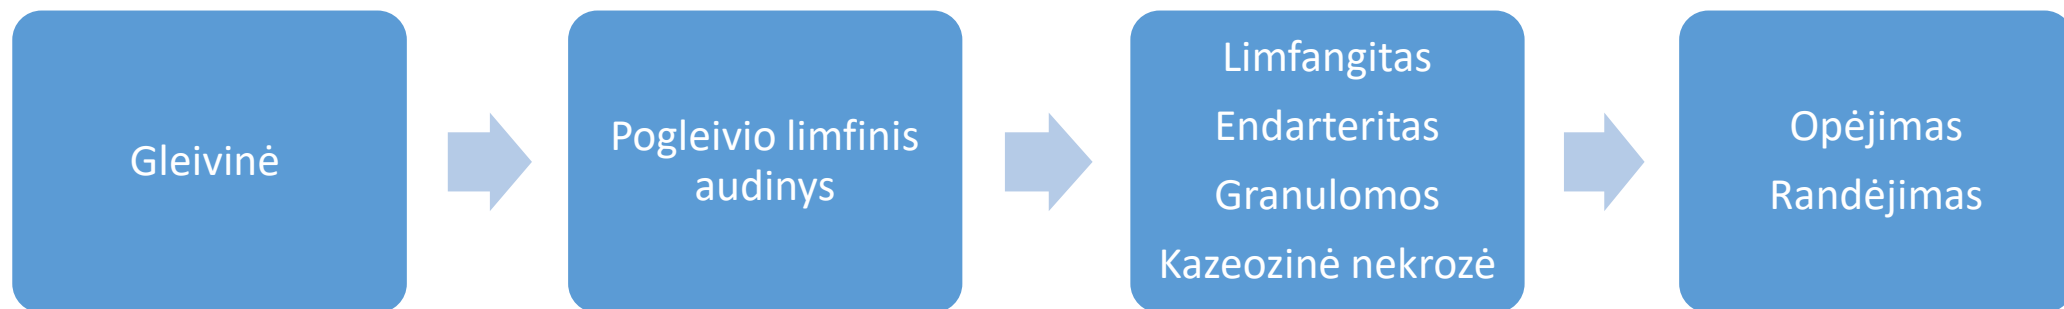 Gleivinė
Pogleivio limfinis
audinys
Limfangitas
Endarteritas
Granulomos
Kazeozinė nekrozė
Opėjimas
Randėjimas